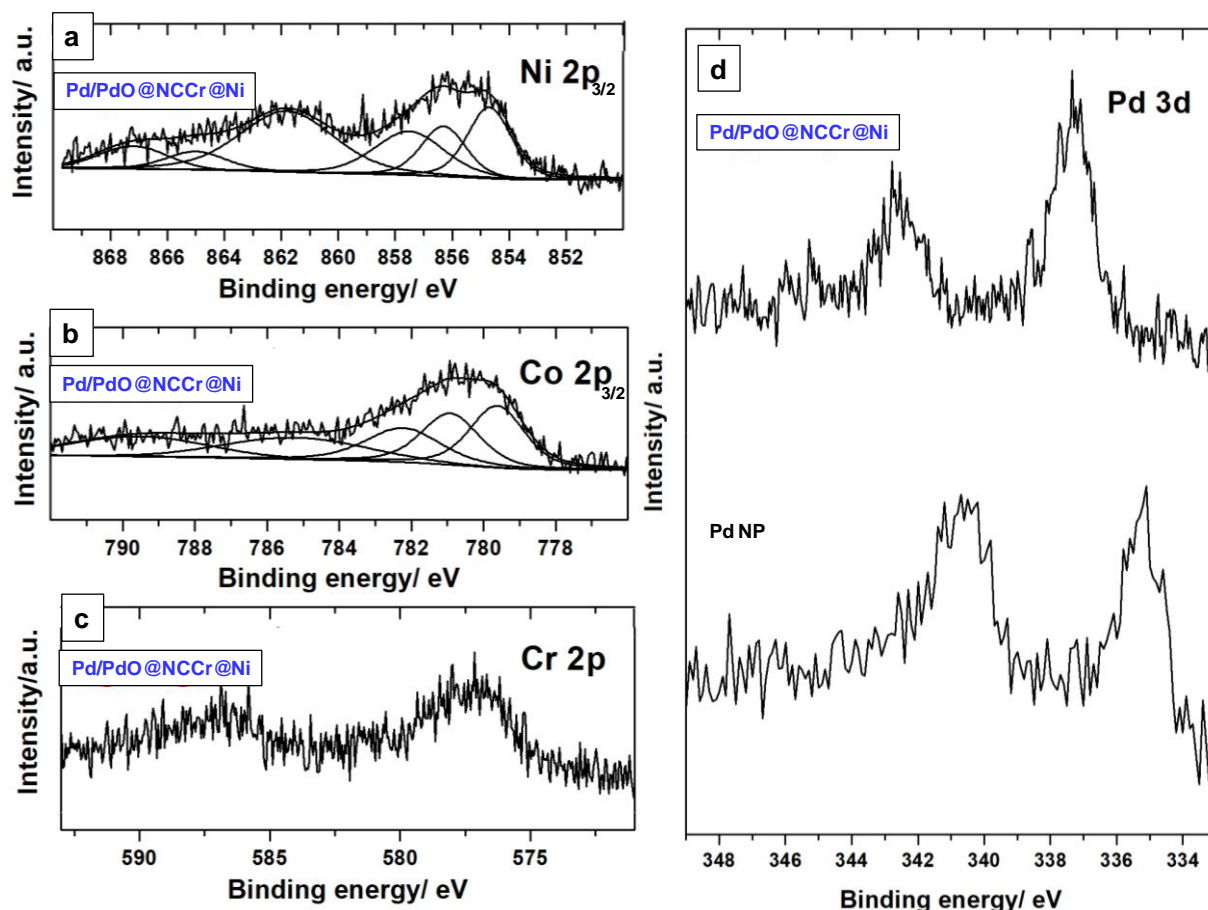 a
Pd/PdO@NCCr@Ni
Ni 2p3/2
Intensity/ a.u.
868 866 864 862 860 858 856 854 852
Binding energy/ eV
b
Pd/PdO@NCCr@Ni
Co 2p3/2
Intensity/ a.u.
790 788 786 784 782 780 778
Binding energy/ eV
c
Pd/PdO@NCCr@Ni
Cr 2p
Intensity/a.u.
590 585 580 575
Binding energy/ eV
d
Pd/PdO@NCCr@Ni
Pd 3d
Intensity/ a.u.
Pd NP
348 346 344 342 340 338 336 334
Binding energy/ eV